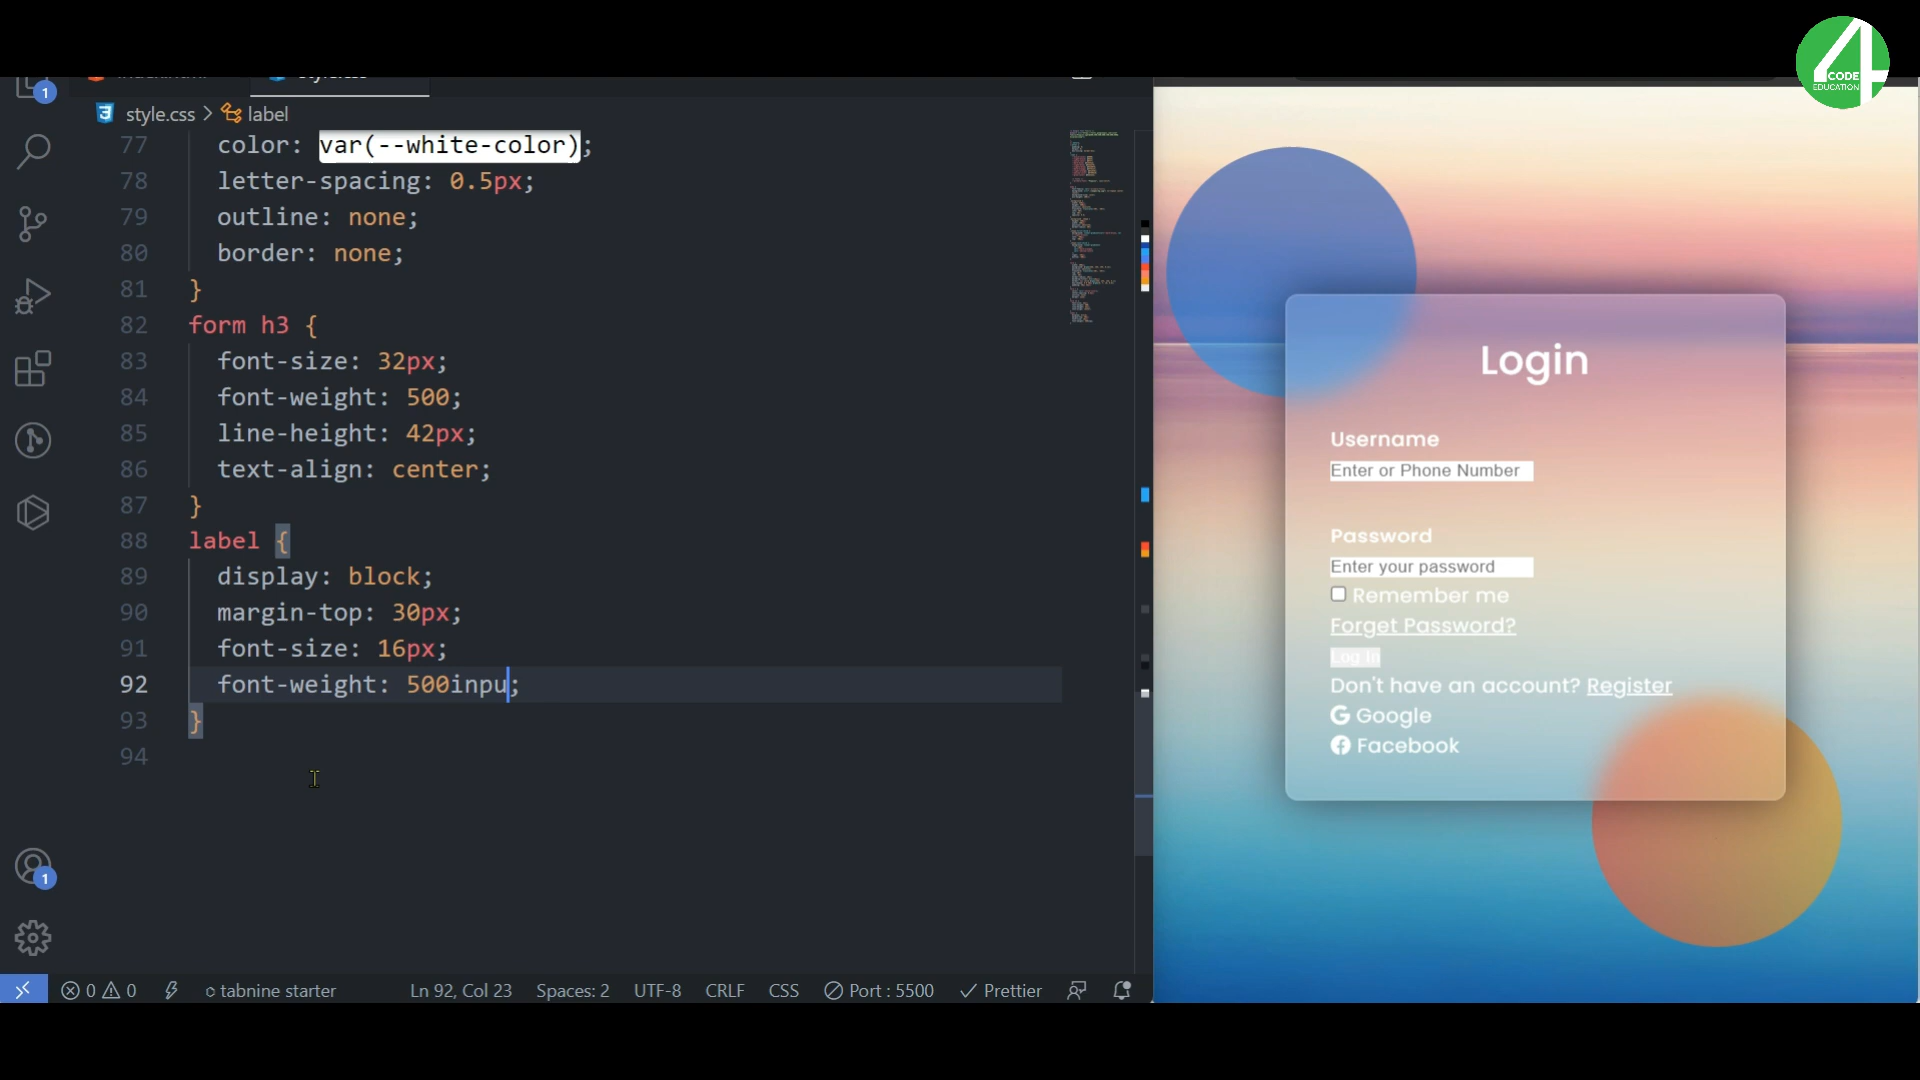 CODE
EDUCATION
1
style.css > label
77 color: var(--white-color);
78 letter-spacing: 0.5px;
79 outline: none;
80 border: none;
81 }
82 form h3 {
83 font-size: 32px;
84 font-weight: 500;
85 line-height: 42px;
86 text-align: center;
87 }
88 label {
89 display: block;
90 margin-top: 30px;
91 font-size: 16px;
92 font-weight: 500inpu;
93 }
94
1
0 0 tabnine starter Ln 92, Col 23 Spaces: 2 UTF-8 CRLF CSS Port : 5500 Prettier
Login
Username
Enter or Phone Number
Password
Enter your password
Remember me
Forget Password?
Log In
Don't have an account? Register
Google
Facebook